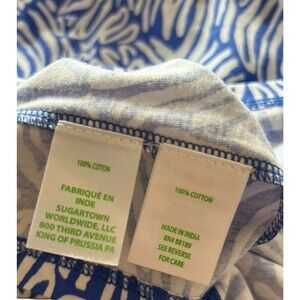 100% COTTON
FABRIQUÉ EN
INDE
SUGARTOWN
WORLDWIDE, LLC
800 THIRD AVENUE
KING OF PRUSSIA PA
100% COTTON
MADE IN INDIA
RN# 88189
SEE REVERSE
FOR CARE